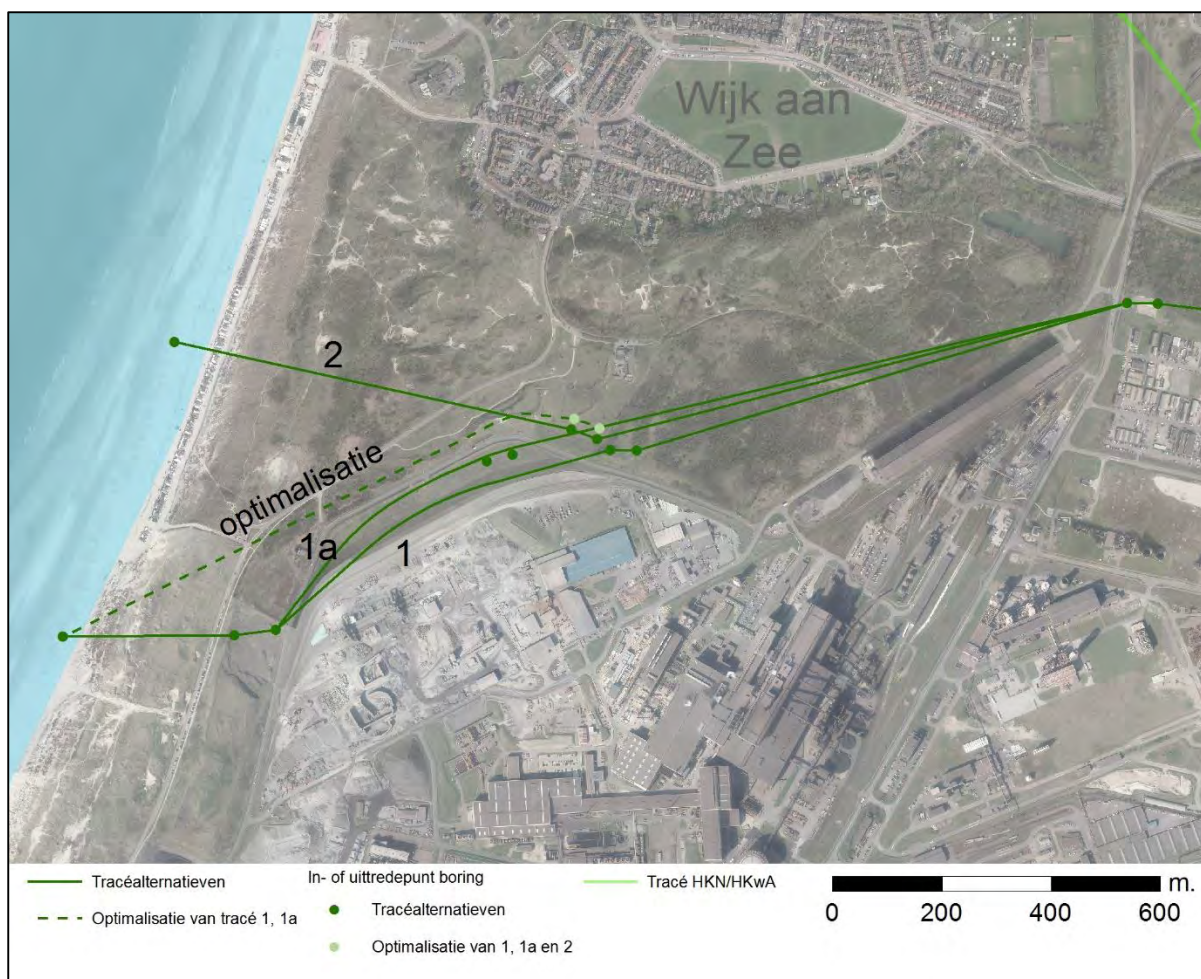 Wijk aan
Zee
2
optimalisatie
1a
1
Tracéalternatieven
Optimalisatie van tracé 1, 1a
In- of uittredepunt boring
Tracéalternatieven
Optimalisatie van 1, 1a en 2
Tracé HKN/HKwA
m.
0 200 400 600